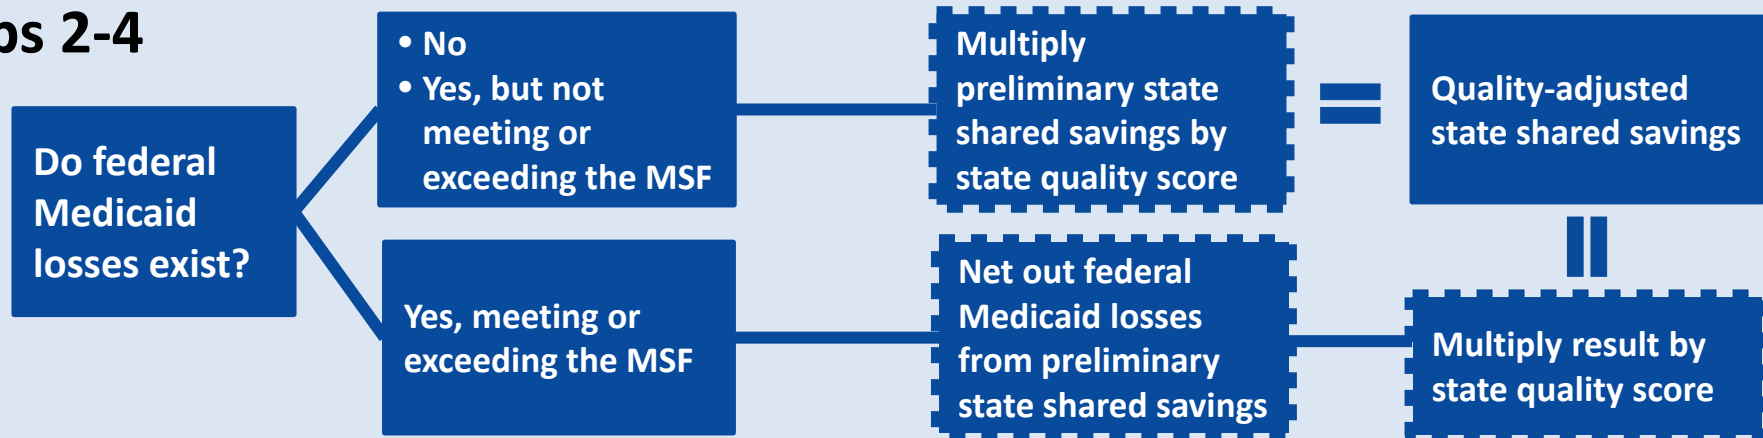 2-4
Do federal
Medicaid
losses exist?
• No
• Yes, but not
meeting or
exceeding the MSF
Multiply
preliminary state
shared savings by
state quality score
=
Quality-adjusted
state shared savings
=
Yes, meeting or
exceeding the MSF
Net out federal
Medicaid losses
from preliminary
state shared savings
Multiply result by
state quality score